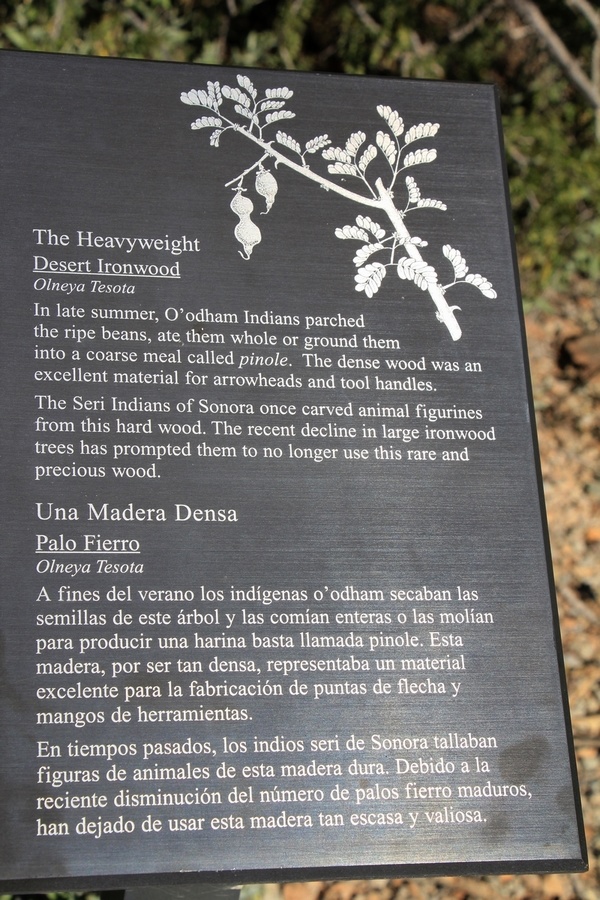 The Heavyweight
Desert Ironwood
Olneya Tesota
In late summer, O'odham Indians parched
the ripe beans, ate them whole or ground them
into a coarse meal called pinole. The dense wood was an
excellent material for arrowheads and tool handles.
The Seri Indians of Sonora once carved animal figurines
from this hard wood. The recent decline in large ironwood
trees has prompted them to no longer use this rare and
precious wood.
Una Madera Densa
Palo Fierro
Olneya Tesota
A fines del verano los indígenas o'odham secaban las
semillas de este árbol y las comían enteras o las molían
para producir una harina basta llamada pinole. Esta
madera, por ser tan densa, representaba un material
excelente para la fabricación de puntas de flecha y
mangos de herramientas.
En tiempos pasados, los indios seri de Sonora tallaban
figuras de animales de esta madera dura. Debido a la
reciente disminución del número de palos fierro maduros,
han dejado de usar esta madera tan escasa y valiosa.